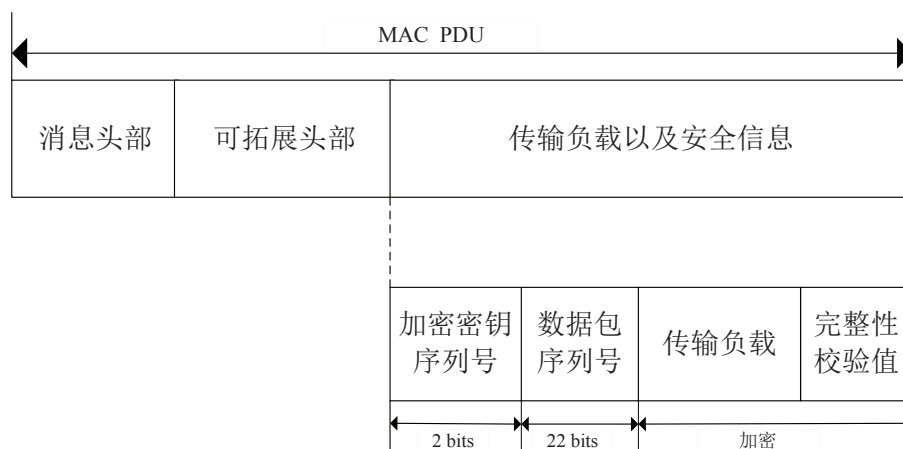 MAC PDU
消息头部
可拓展头部
传输负载以及安全信息
加密密钥
序列号
数据包
序列号
传输负载
完整性
校验值
2 bits
22 bits
加密